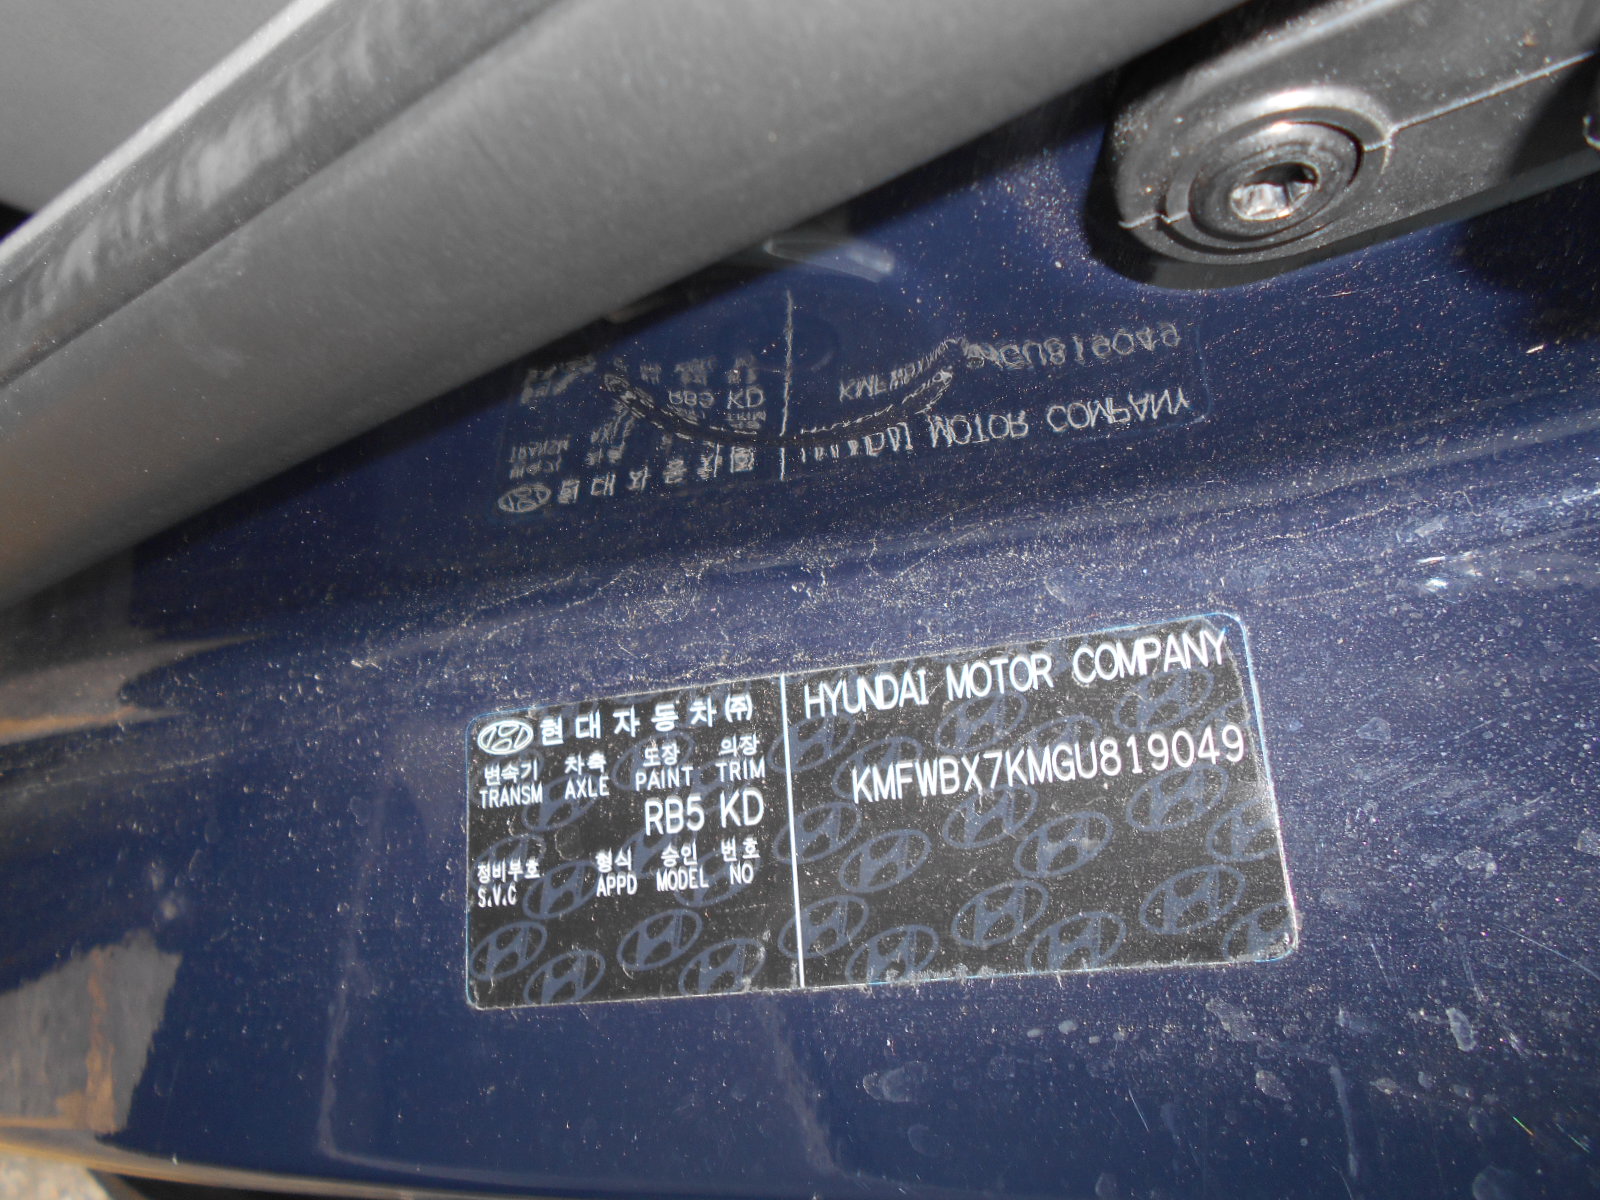 현대자동차(주)
변속기 차축 도장 의장
TRANSM AXLE PAINT TRIM
RB5 KD
정비부호 형식 승인 번호
S.V.C APPD MODEL NO
HYUNDAI MOTOR COMPANY
KMFWBX7KMGU819049